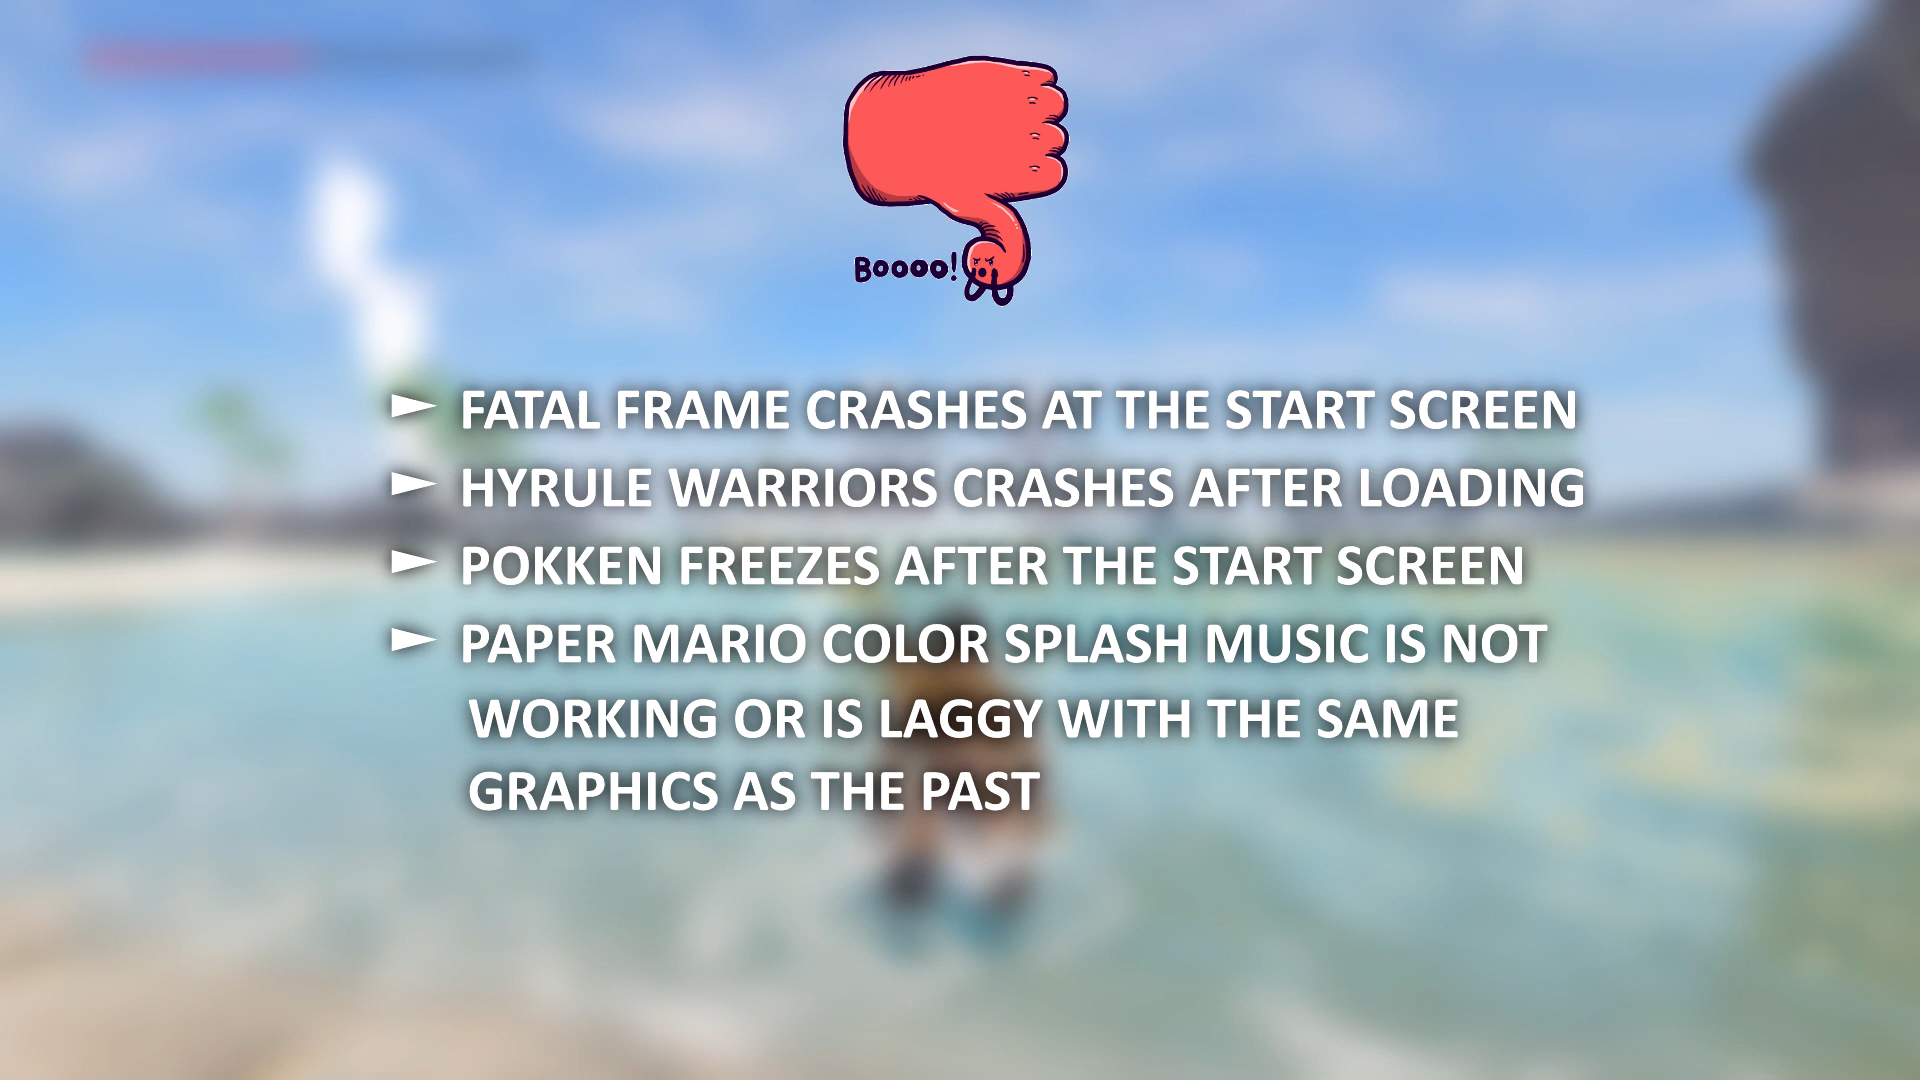 Boooo!
► FATAL FRAME CRASHES AT THE START SCREEN
► HYRULE WARRIORS CRASHES AFTER LOADING
► POKKEN FREEZES AFTER THE START SCREEN
► PAPER MARIO COLOR SPLASH MUSIC IS NOT
WORKING OR IS LAGGY WITH THE SAME
GRAPHICS AS THE PAST